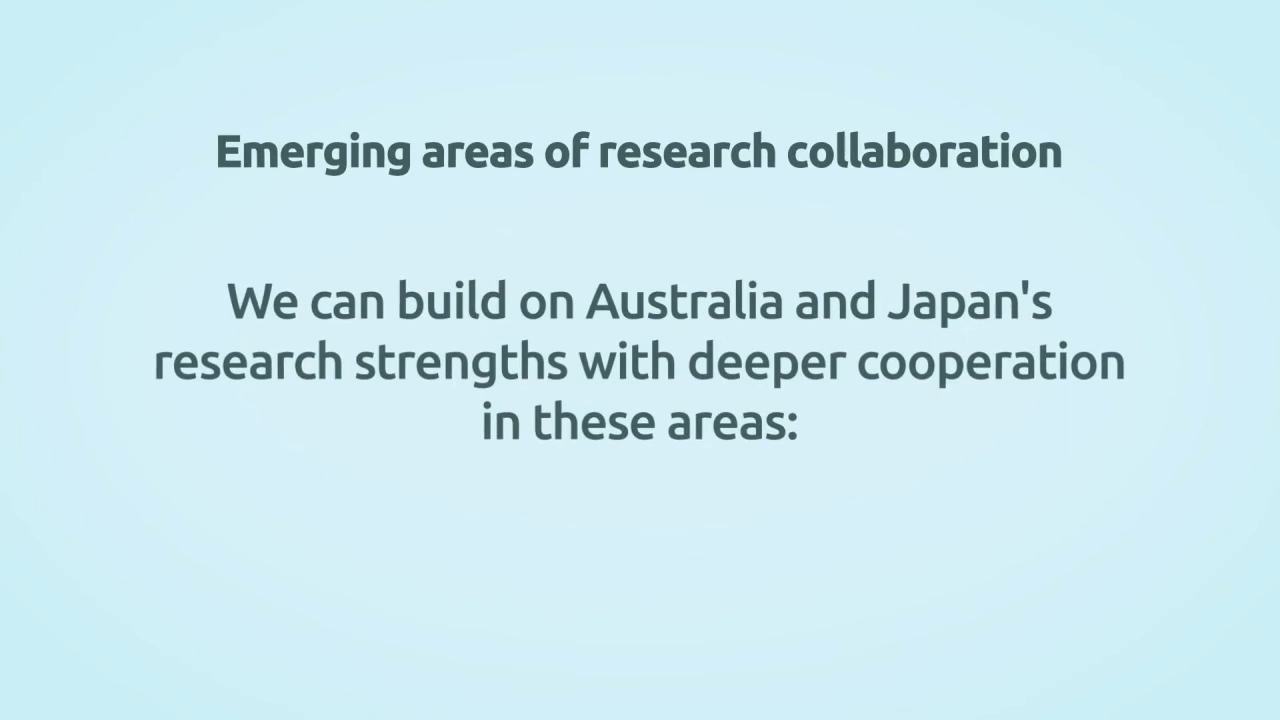 Emerging areas of research collaboration
We can build on Australia and Japan's
research strengths with deeper cooperation
in these areas: